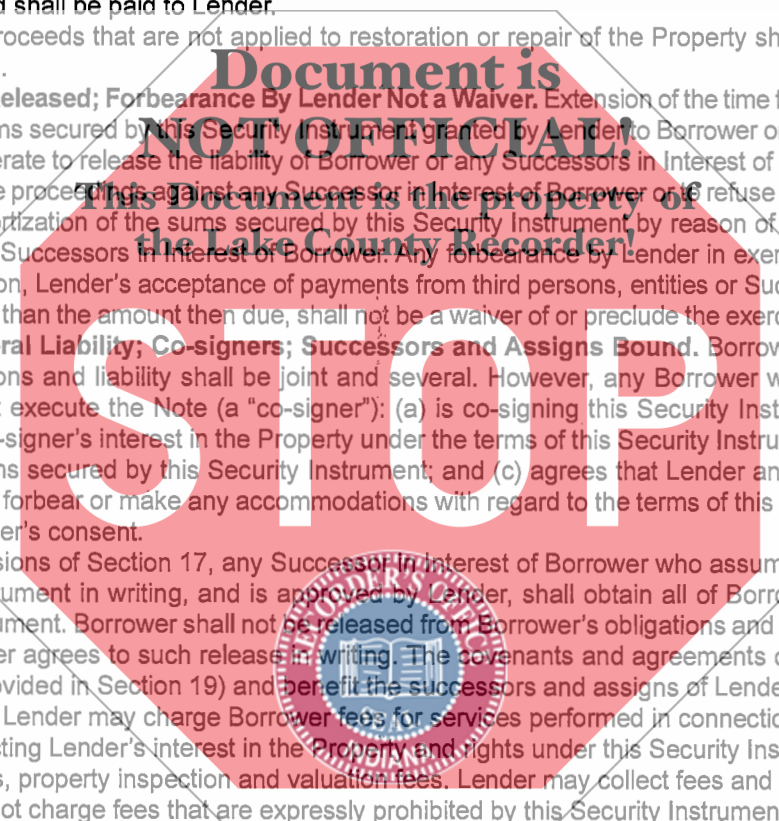 d shall be paid to Lender.
roceeds that are not applied to restoration or repair of the Property sh
.
Document is
eleased; Forbearance By Lender Not a Waiver. Extension of the time f
ms secured by this Security Instrument granted by Lender to Borrower o
NOT OFFICIAL!
erate to release the liability of Borrower or any Successors in Interest of
e proceedings against any Successor in Interest of Borrower or to refuse
This Document is the property of
rtization of the sums secured by this Security Instrument by reason of
the Lake County Recorder!
Successors in Interest of Borrower. Any forbearance by Lender in exer
on, Lender's acceptance of payments from third persons, entities or Suc
than the amount then due, shall not be a waiver of or preclude the exerc
ral Liability; Co-signers; Successors and Assigns Bound. Borrow
ons and liability shall be joint and several. However, any Borrower w
STOP
t execute the Note (a “co-signer”): (a) is co-signing this Security Inst
-signer's interest in the Property under the terms of this Security Instru
ms secured by this Security Instrument; and (c) agrees that Lender an
forbear or make any accommodations with regard to the terms of this
er's consent.
sions of Section 17, any Successor in Interest of Borrower who assum
ument in writing, and is approved by Lender, shall obtain all of Borro
ument. Borrower shall not be released from Borrower's obligations and
er agrees to such release in writing. The covenants and agreements o
ovided in Section 19) and benefit the successors and assigns of Lende
Lender may charge Borrower fees for services performed in connectio
ting Lender's interest in the Property and rights under this Security Ins
s, property inspection and valuation fees. Lender may collect fees and
ot charge fees that are expressly prohibited by this Security Instrumen
RECORDER'S OFFICE
SEAL
INDIANA